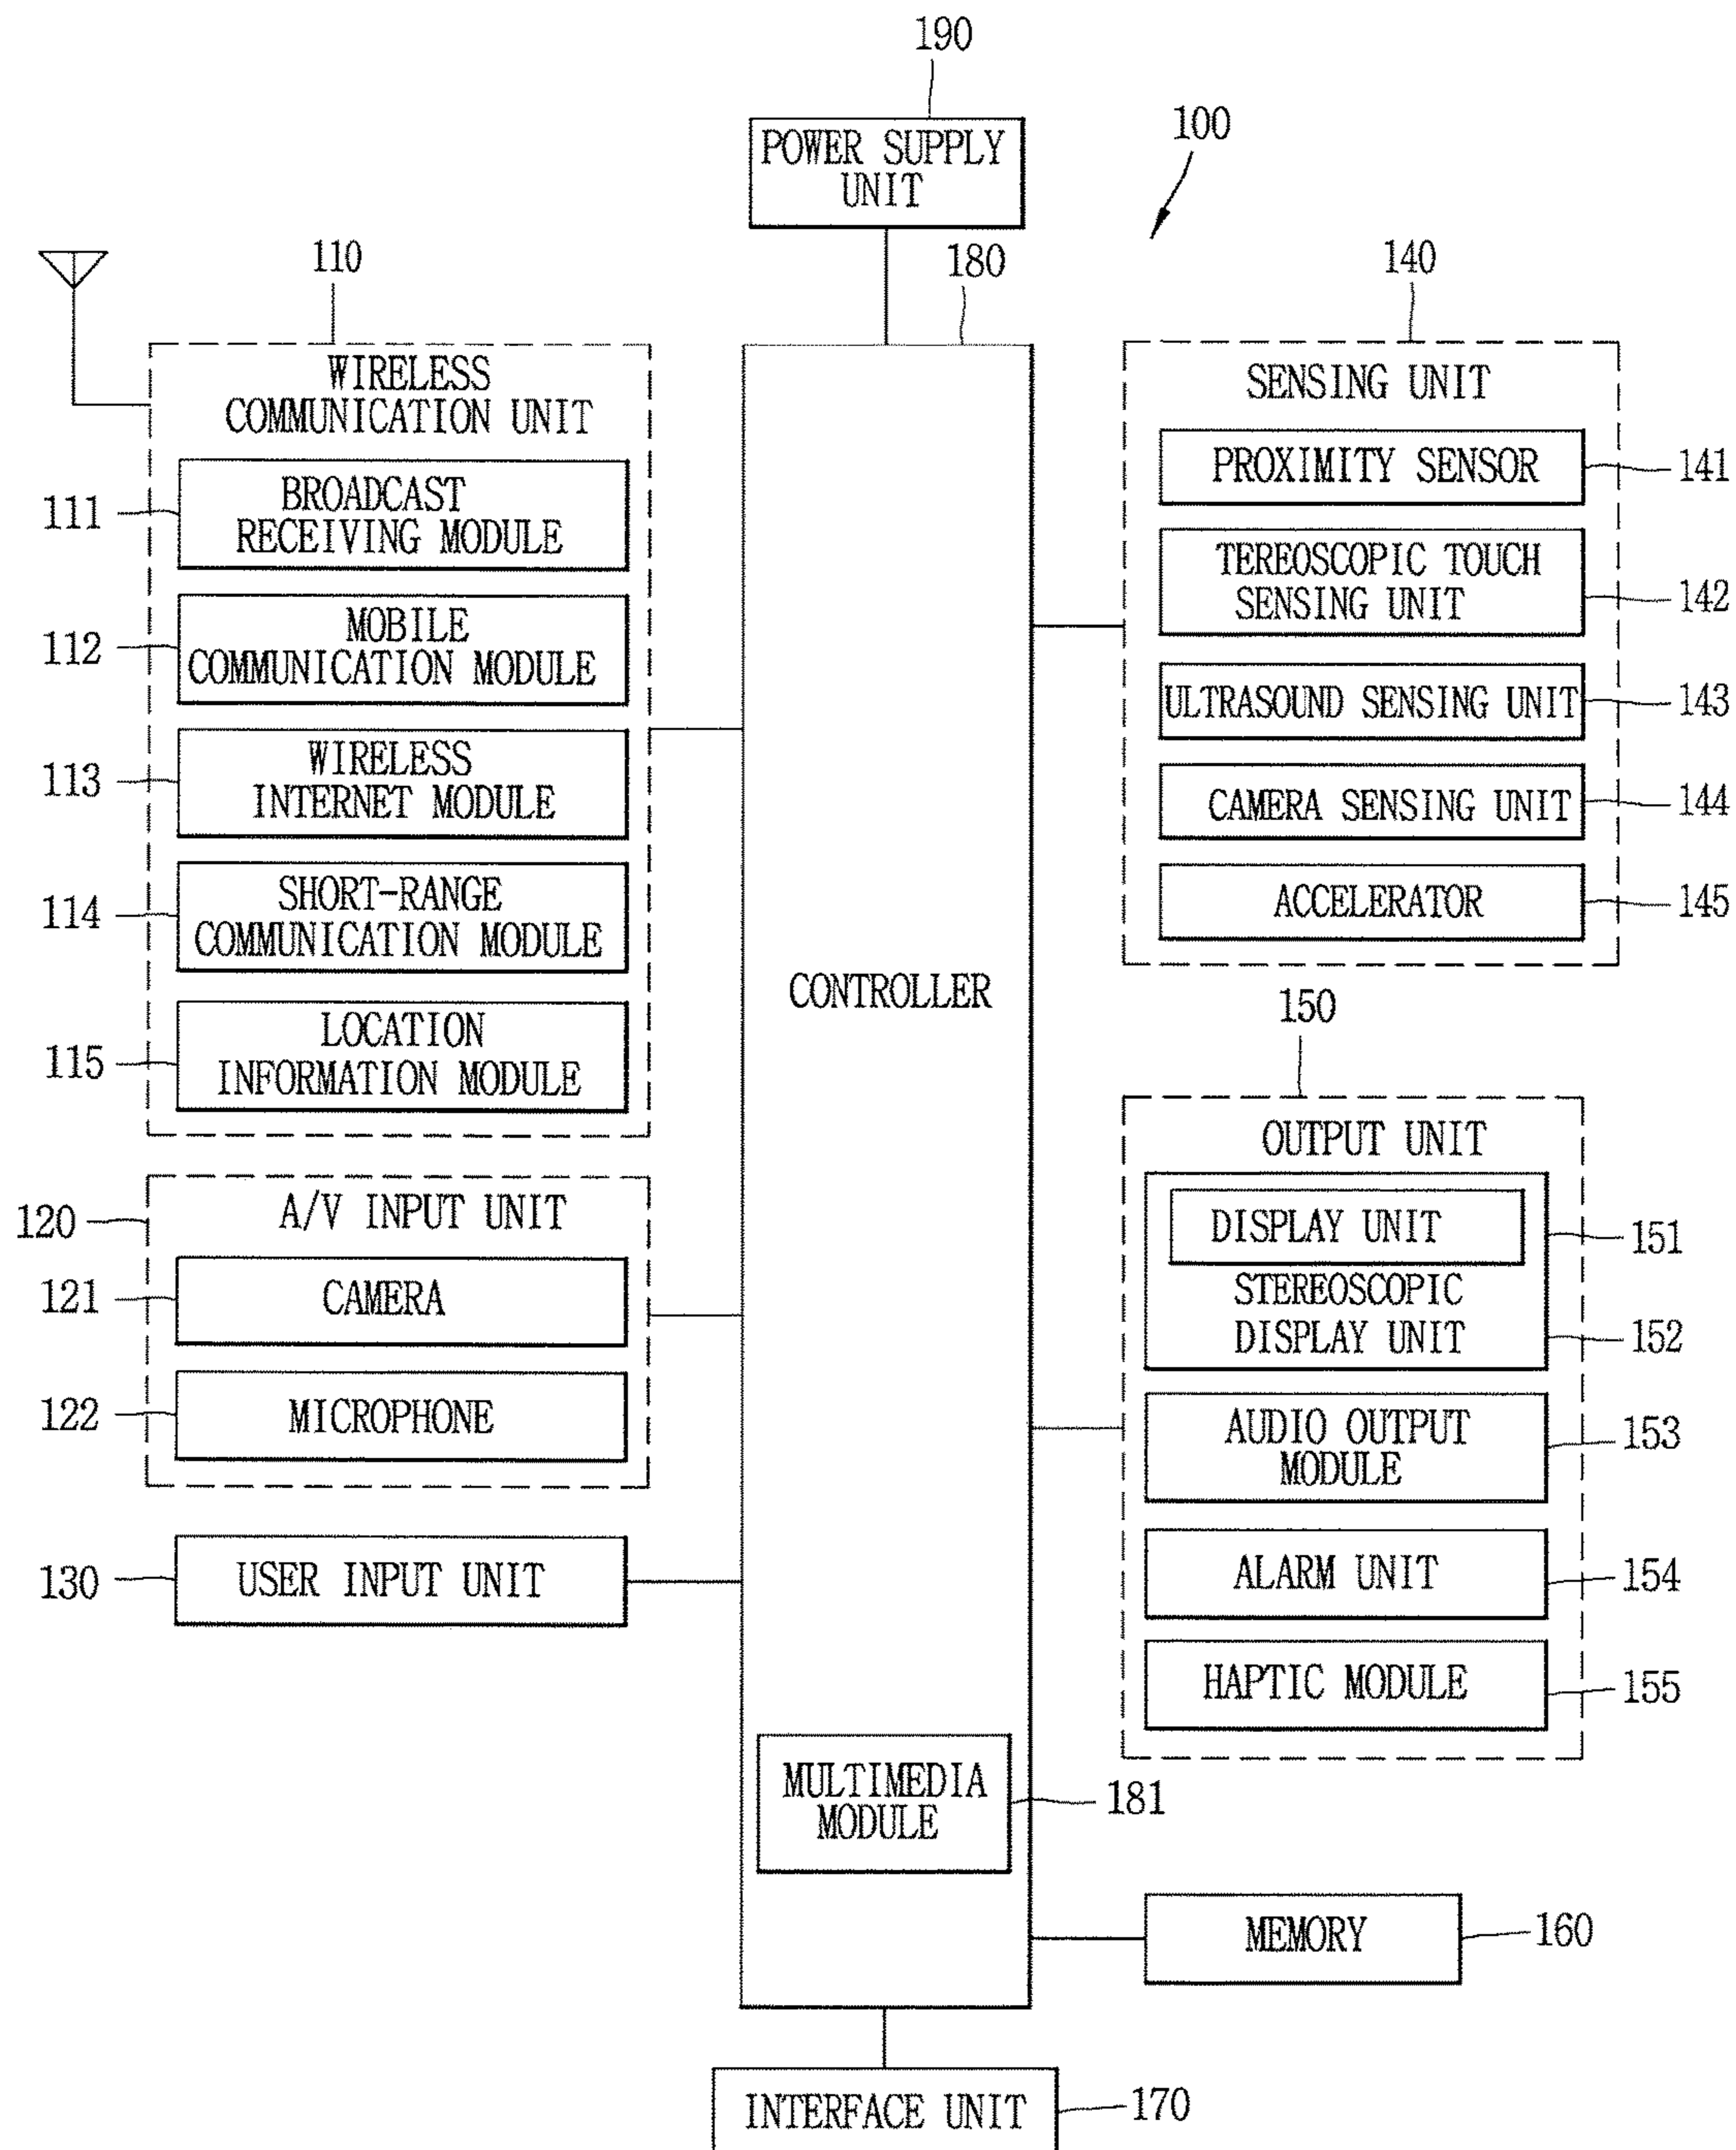 190
POWER SUPPLY
UNIT
100
110
180
140
WIRELESS
COMMUNICATION UNIT
111
BROADCAST
RECEIVING MODULE
112
MOBILE
COMMUNICATION MODULE
113
WIRELESS
INTERNET MODULE
114
SHORT-RANGE
COMMUNICATION MODULE
115
LOCATION
INFORMATION MODULE
120
A/V INPUT UNIT
121
CAMERA
122
MICROPHONE
130
USER INPUT UNIT
CONTROLLER
MULTIMEDIA
MODULE
181
SENSING UNIT
PROXIMITY SENSOR
141
TEREOSCOPIC TOUCH
SENSING UNIT
142
ULTRASOUND SENSING UNIT
143
CAMERA SENSING UNIT
144
ACCELERATOR
145
150
OUTPUT UNIT
DISPLAY UNIT
151
STEREOSCOPIC
DISPLAY UNIT
152
AUDIO OUTPUT
MODULE
153
ALARM UNIT
154
HAPTIC MODULE
155
MEMORY
160
INTERFACE UNIT
170